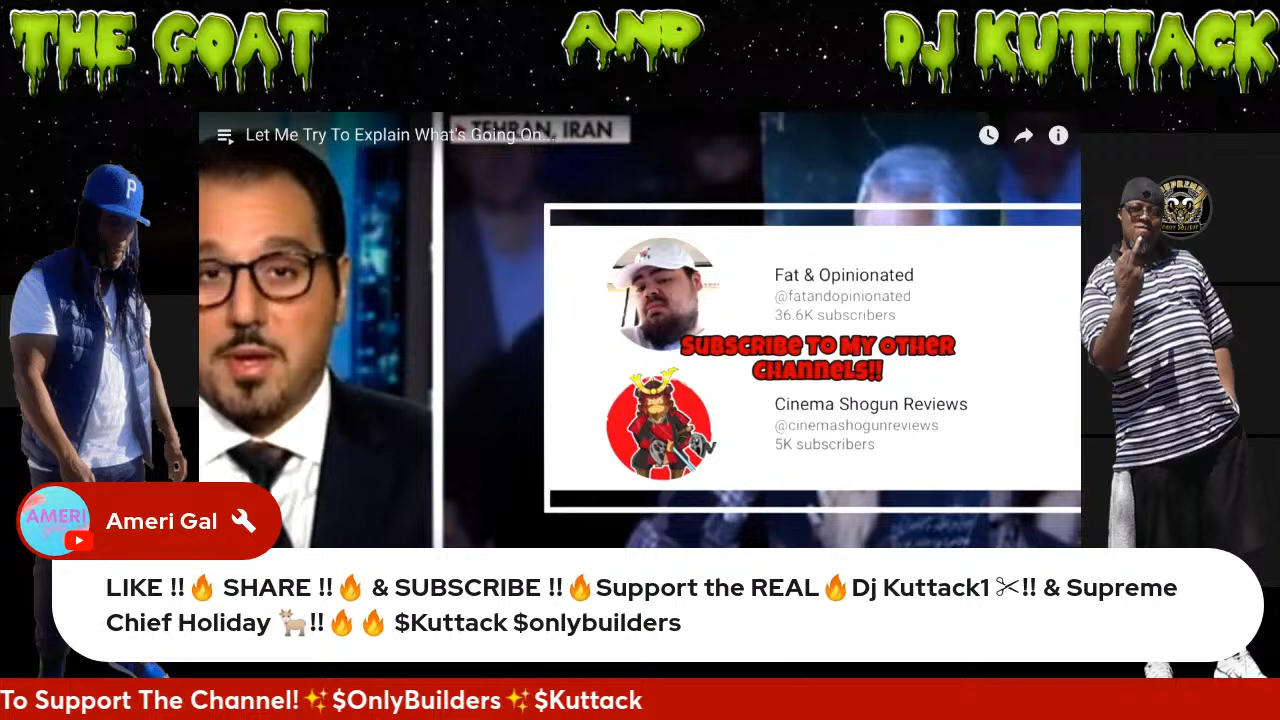 THE GOAT AND DJ KUTTACK
TEHRAN, IRAN
Let Me Try To Explain What's Going On...
P
SUPREME
Fat & Opinionated
@fatandopinionated
36.6K subscribers
SUBSCRIBE TO MY OTHER
CHANNELS!!
Cinema Shogun Reviews
@cinemashogunreviews
5K subscribers
AMERI
Ameri Gal
LIKE !!🔥 SHARE !!🔥 & SUBSCRIBE !!🔥Support the REAL🔥Dj Kuttack1✂!! & Supreme
Chief Holiday 🐐!!🔥🔥 $Kuttack $onlybuilders
To Support The Channel!✨$OnlyBuilders✨$Kuttack